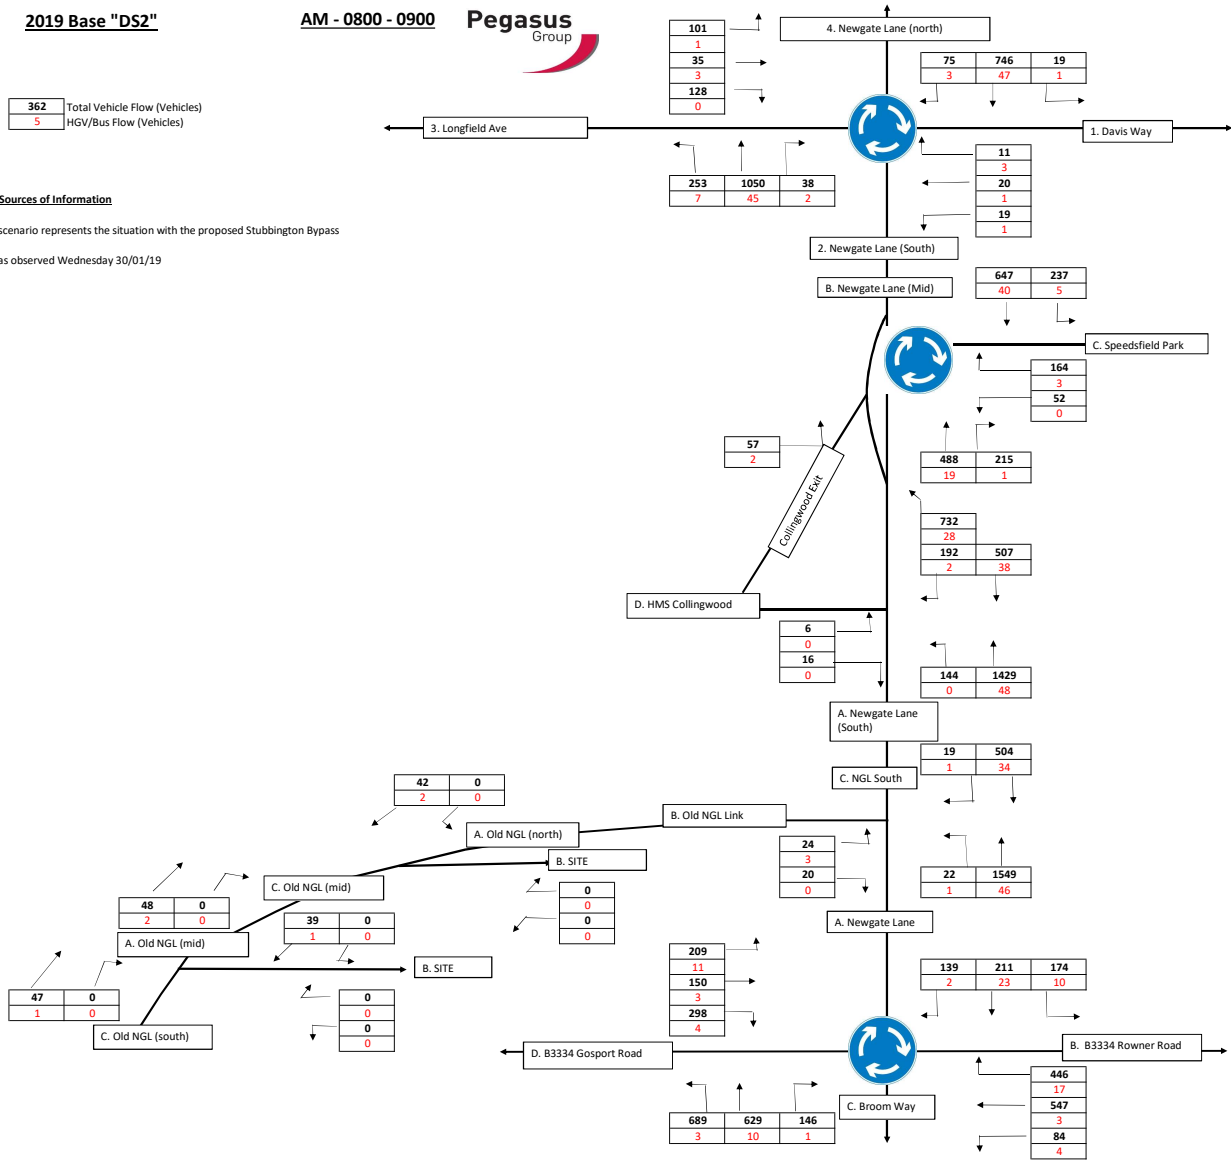 2019 Base "DS2"
AM - 0800 - 0900
Pegasus
Group
362 Total Vehicle Flow (Vehicles)
5 HGV/Bus Flow (Vehicles)
Sources of Information
scenario represents the situation with the proposed Stubbington Bypass
as observed Wednesday 30/01/19
101
1
35
3
128
0
4. Newgate Lane (north)
75 746 19
3 47 1
3. Longfield Ave
1. Davis Way
253 1050 38
7 45 2
11
3
20
1
19
1
2. Newgate Lane (South)
B. Newgate Lane (Mid)
647 237
40 5
C. Speedsfield Park
164
3
52
0
57
2
488 215
19 1
Collingwood Exit
732
28
192 507
2 38
D. HMS Collingwood
6
0
16
0
144 1429
0 48
A. Newgate Lane
(South)
19 504
1 34
C. NGL South
42 0
2 0
B. Old NGL Link
A. Old NGL (north)
24
3
20
0
22 1549
1 46
B. SITE
C. Old NGL (mid)
0
0
0
0
48 0
2 0
39 0
1 0
A. Newgate Lane
A. Old NGL (mid)
B. SITE
209
11
150
3
298
4
139 211 174
2 23 10
47 0
1 0
0
0
0
0
C. Old NGL (south)
D. B3334 Gosport Road
B. B3334 Rowner Road
446
17
547
3
84
4
C. Broom Way
689 629 146
3 10 1